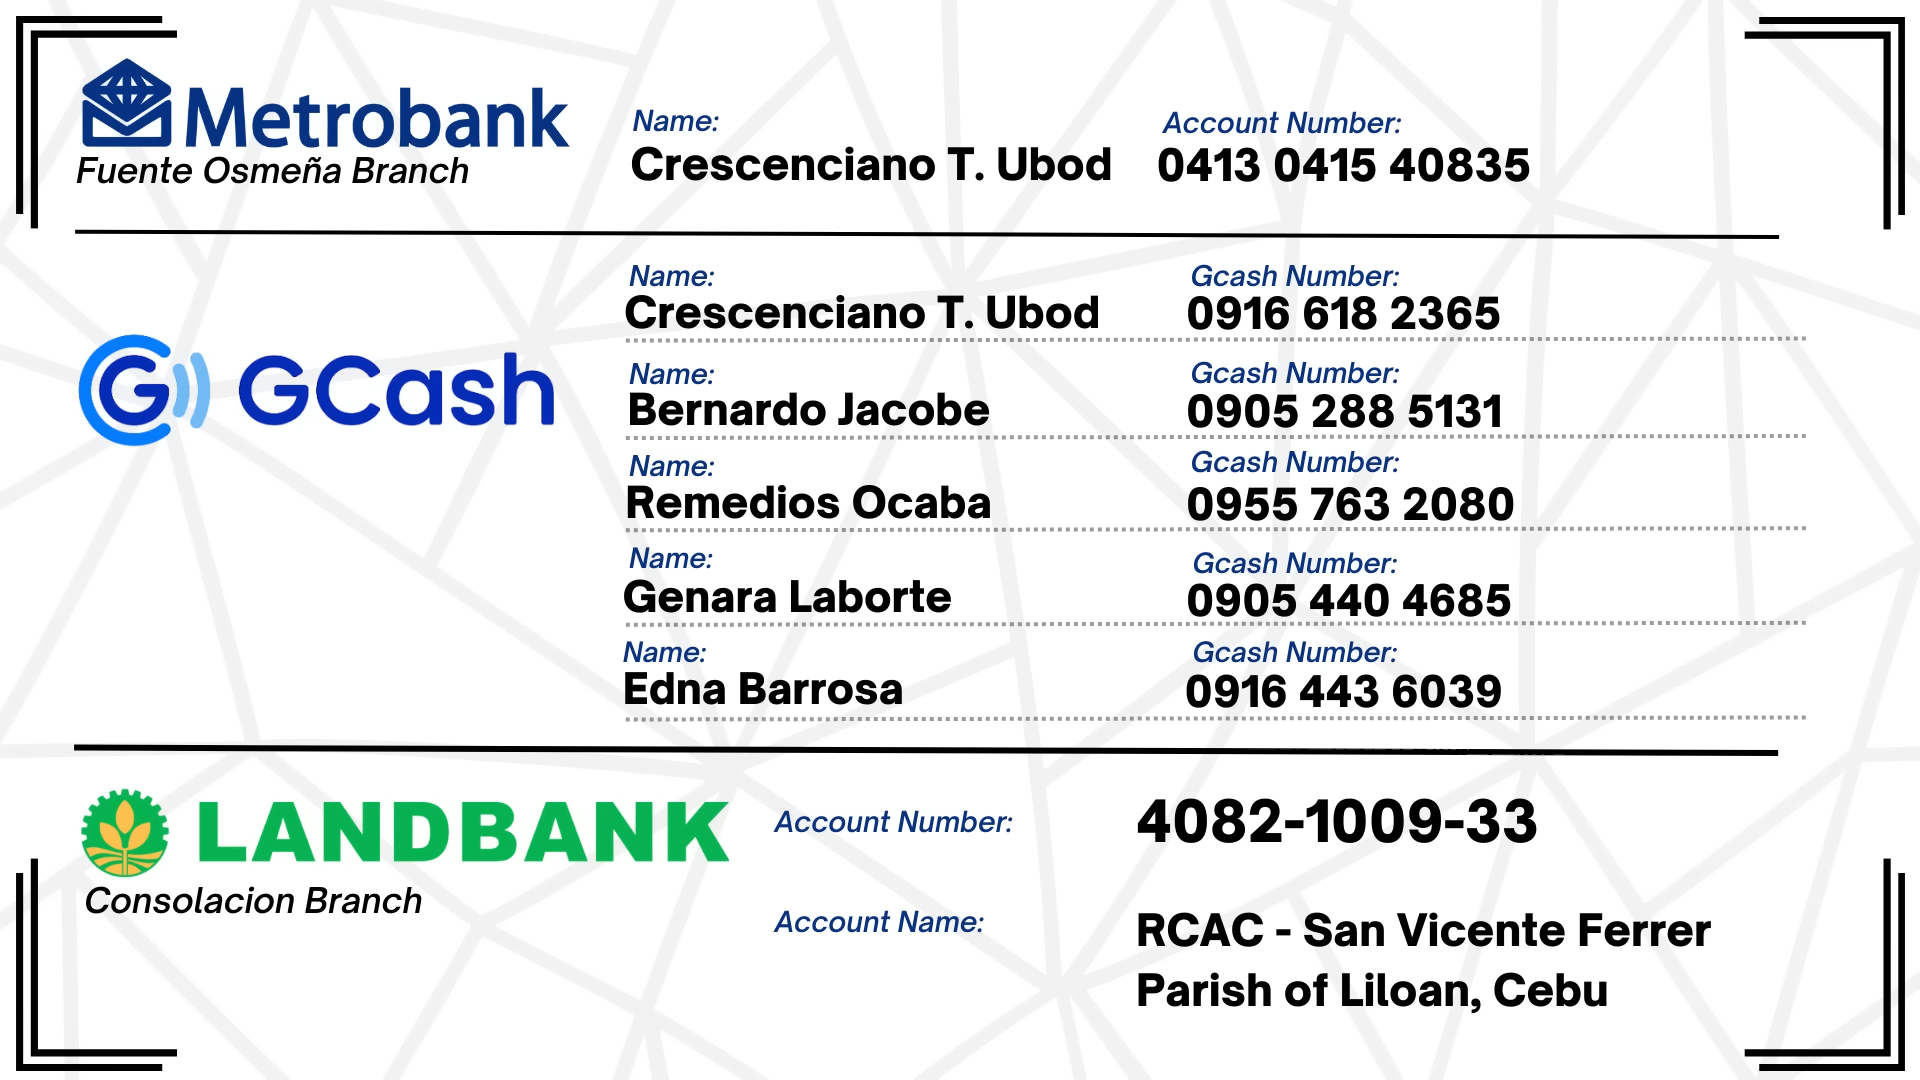 Metrobank
Fuente Osmeña Branch
Name:
Crescenciano T. Ubod
Account Number:
0413 0415 40835
GCash
Name:
Crescenciano T. Ubod
Gcash Number:
0916 618 2365
Name:
Bernardo Jacobe
Gcash Number:
0905 288 5131
Name:
Remedios Ocaba
Gcash Number:
0955 763 2080
Name:
Genara Laborte
Gcash Number:
0905 440 4685
Name:
Edna Barrosa
Gcash Number:
0916 443 6039
LANDBANK
Consolacion Branch
Account Number:
4082-1009-33
Account Name:
RCAC - San Vicente Ferrer
Parish of Liloan, Cebu